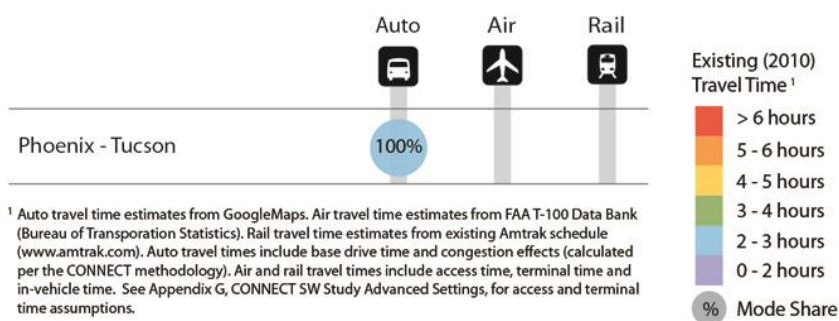 Auto Air Rail
Phoenix - Tucson
100%
¹ Auto travel time estimates from GoogleMaps. Air travel time estimates from FAA T-100 Data Bank
(Bureau of Transporation Statistics). Rail travel time estimates from existing Amtrak schedule
(www.amtrak.com). Auto travel times include base drive time and congestion effects (calculated
per the CONNECT methodology). Air and rail travel times include access time, terminal time and
in-vehicle time. See Appendix G, CONNECT SW Study Advanced Settings, for access and terminal
time assumptions.
Existing (2010)
Travel Time ¹
> 6 hours
5 - 6 hours
4 - 5 hours
3 - 4 hours
2 - 3 hours
0 - 2 hours
% Mode Share